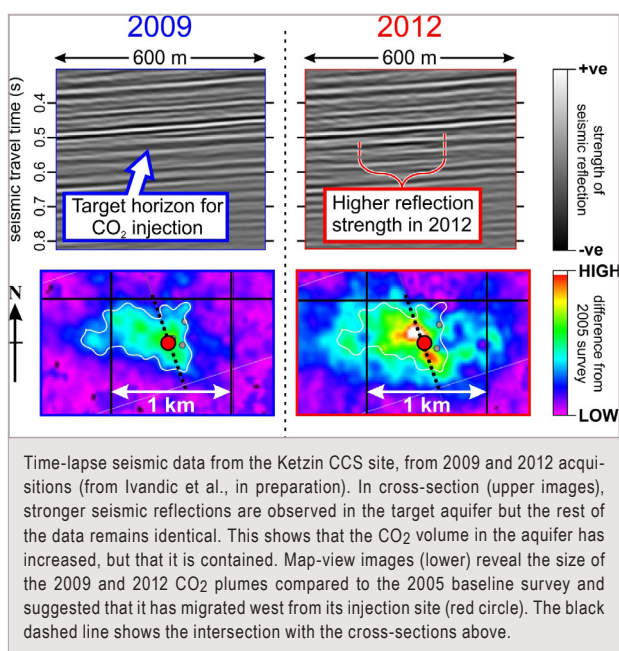 2009
2012
600 m
600 m
seismic travel time (s)
0.4
0.5
0.6
0.7
0.8
Target horizon for
CO₂ injection
Higher reflection
strength in 2012
+ve
strength of
seismic reflection
-ve
N
1 km
1 km
HIGH
difference from
2005 survey
LOW
Time-lapse seismic data from the Ketzin CCS site, from 2009 and 2012 acqui-
sitions (from Ivandic et al., in preparation). In cross-section (upper images),
stronger seismic reflections are observed in the target aquifer but the rest of
the data remains identical. This shows that the CO₂ volume in the aquifer has
increased, but that it is contained. Map-view images (lower) reveal the size of
the 2009 and 2012 CO₂ plumes compared to the 2005 baseline survey and
suggested that it has migrated west from its injection site (red circle). The black
dashed line shows the intersection with the cross-sections above.